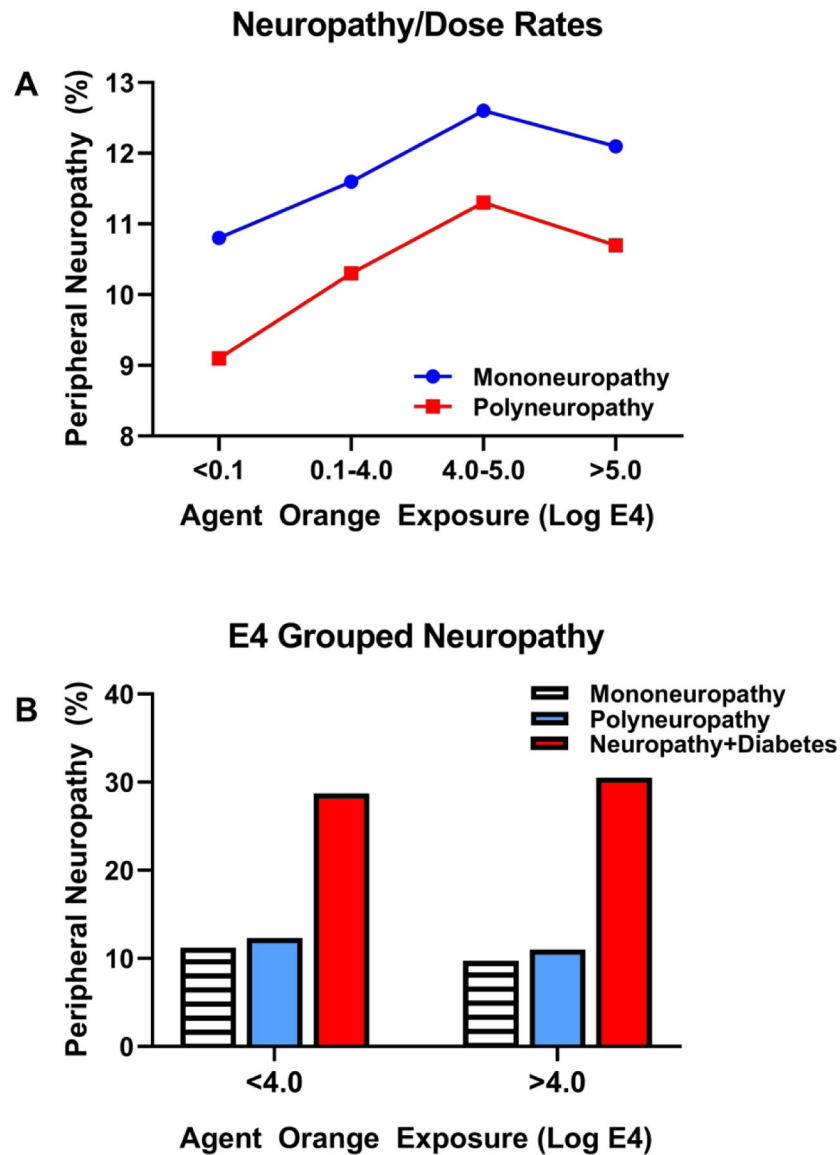 Neuropathy/Dose Rates
A
Peripheral Neuropathy (%)
13
12
11
10
9
8
Mononeuropathy
Polyneuropathy
<0.1 0.1-4.0 4.0-5.0 >5.0
Agent Orange Exposure (Log E4)
E4 Grouped Neuropathy
B
Peripheral Neuropathy (%)
40
30
20
10
0
Mononeuropathy
Polyneuropathy
Neuropathy+Diabetes
<4.0 >4.0
Agent Orange Exposure (Log E4)